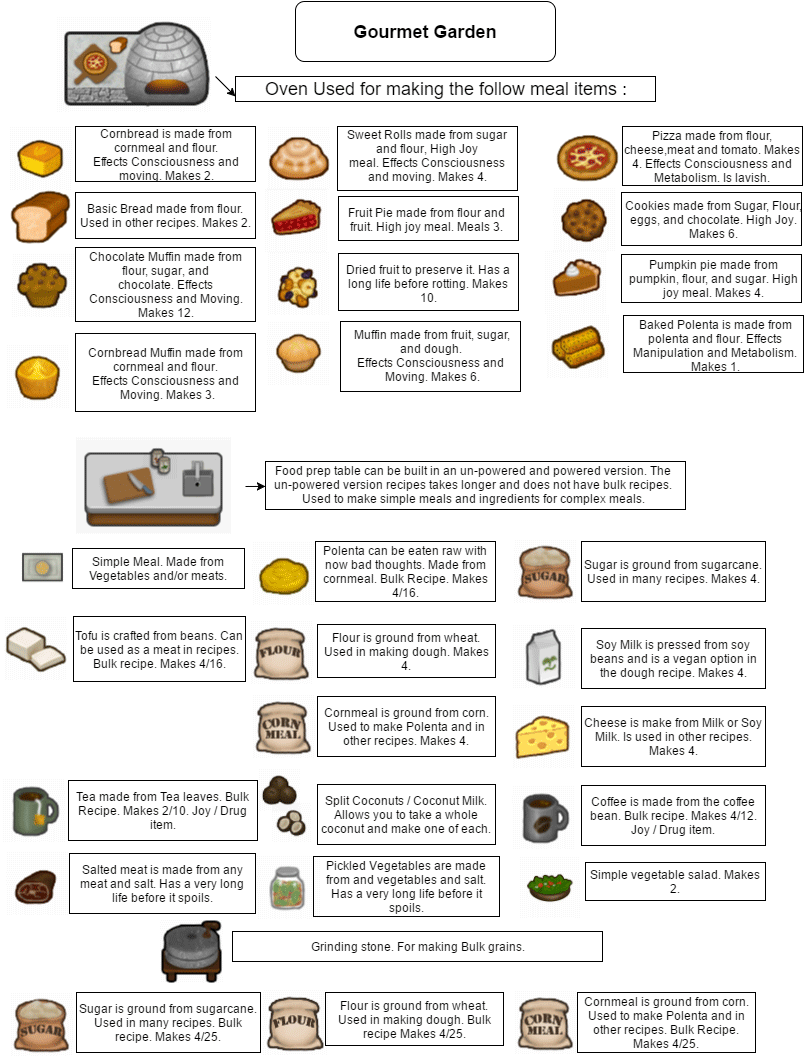 Gourmet Garden
Oven Used for making the follow meal items :
Cornbread is made from
cornmeal and flour.
Effects Consciousness and
moving. Makes 2.
Sweet Rolls made from sugar
and flour, High Joy
meal. Effects Consciousness
and moving. Makes 4.
Pizza made from flour,
cheese,meat and tomato. Makes
4. Effects Consciousness and
Metabolism. Is lavish.
Basic Bread made from flour.
Used in other recipes. Makes 2.
Fruit Pie made from flour and
fruit. High joy meal. Meals 3.
Cookies made from Sugar, Flour,
eggs, and chocolate. High Joy.
Makes 6.
Chocolate Muffin made from
flour, sugar, and
chocolate. Effects
Consciousness and Moving.
Makes 12.
Dried fruit to preserve it. Has a
long life before rotting. Makes
10.
Pumpkin pie made from
pumpkin, flour, and sugar. High
joy meal. Makes 4.
Cornbread Muffin made from
cornmeal and flour.
Effects Consciousness and
Moving. Makes 3.
Muffin made from fruit, sugar,
and dough.
Effects Consciousness and
Moving. Makes 6.
Baked Polenta is made from
polenta and flour. Effects
Manipulation and Metabolism.
Makes 1.
Food prep table can be built in an un-powered and powered version. The
un-powered version recipes takes longer and does not have bulk recipes.
Used to make simple meals and ingredients for complex meals.
Simple Meal. Made from
Vegetables and/or meats.
Polenta can be eaten raw with
now bad thoughts. Made from
cornmeal. Bulk Recipe. Makes
4/16.
SUGAR
Sugar is ground from sugarcane.
Used in many recipes. Makes 4.
Tofu is crafted from beans. Can
be used as a meat in recipes.
Bulk recipe. Makes 4/16.
FLOUR
Flour is ground from wheat.
Used in making dough. Makes
4.
Soy Milk is pressed from soy
beans and is a vegan option in
the dough recipe. Makes 4.
CORN
MEAL
Cornmeal is ground from corn.
Used to make Polenta and in
other recipes. Makes 4.
Cheese is make from Milk or Soy
Milk. Is used in other recipes.
Makes 4.
Tea made from Tea leaves. Bulk
Recipe. Makes 2/10. Joy / Drug
item.
Split Coconuts / Coconut Milk.
Allows you to take a whole
coconut and make one of each.
Coffee is made from the coffee
bean. Bulk recipe. Makes 4/12.
Joy / Drug item.
Salted meat is made from any
meat and salt. Has a very long
life before it spoils.
Pickled Vegetables are made
from and vegetables and salt.
Has a very long life before it
spoils.
Simple vegetable salad. Makes
2.
Grinding stone. For making Bulk grains.
SUGAR
Sugar is ground from sugarcane.
Used in many recipes. Bulk
recipe. Makes 4/25.
FLOUR
Flour is ground from wheat.
Used in making dough. Bulk
recipe Makes 4/25.
CORN
MEAL
Cornmeal is ground from corn.
Used to make Polenta and in
other recipes. Bulk Recipe.
Makes 4/25.